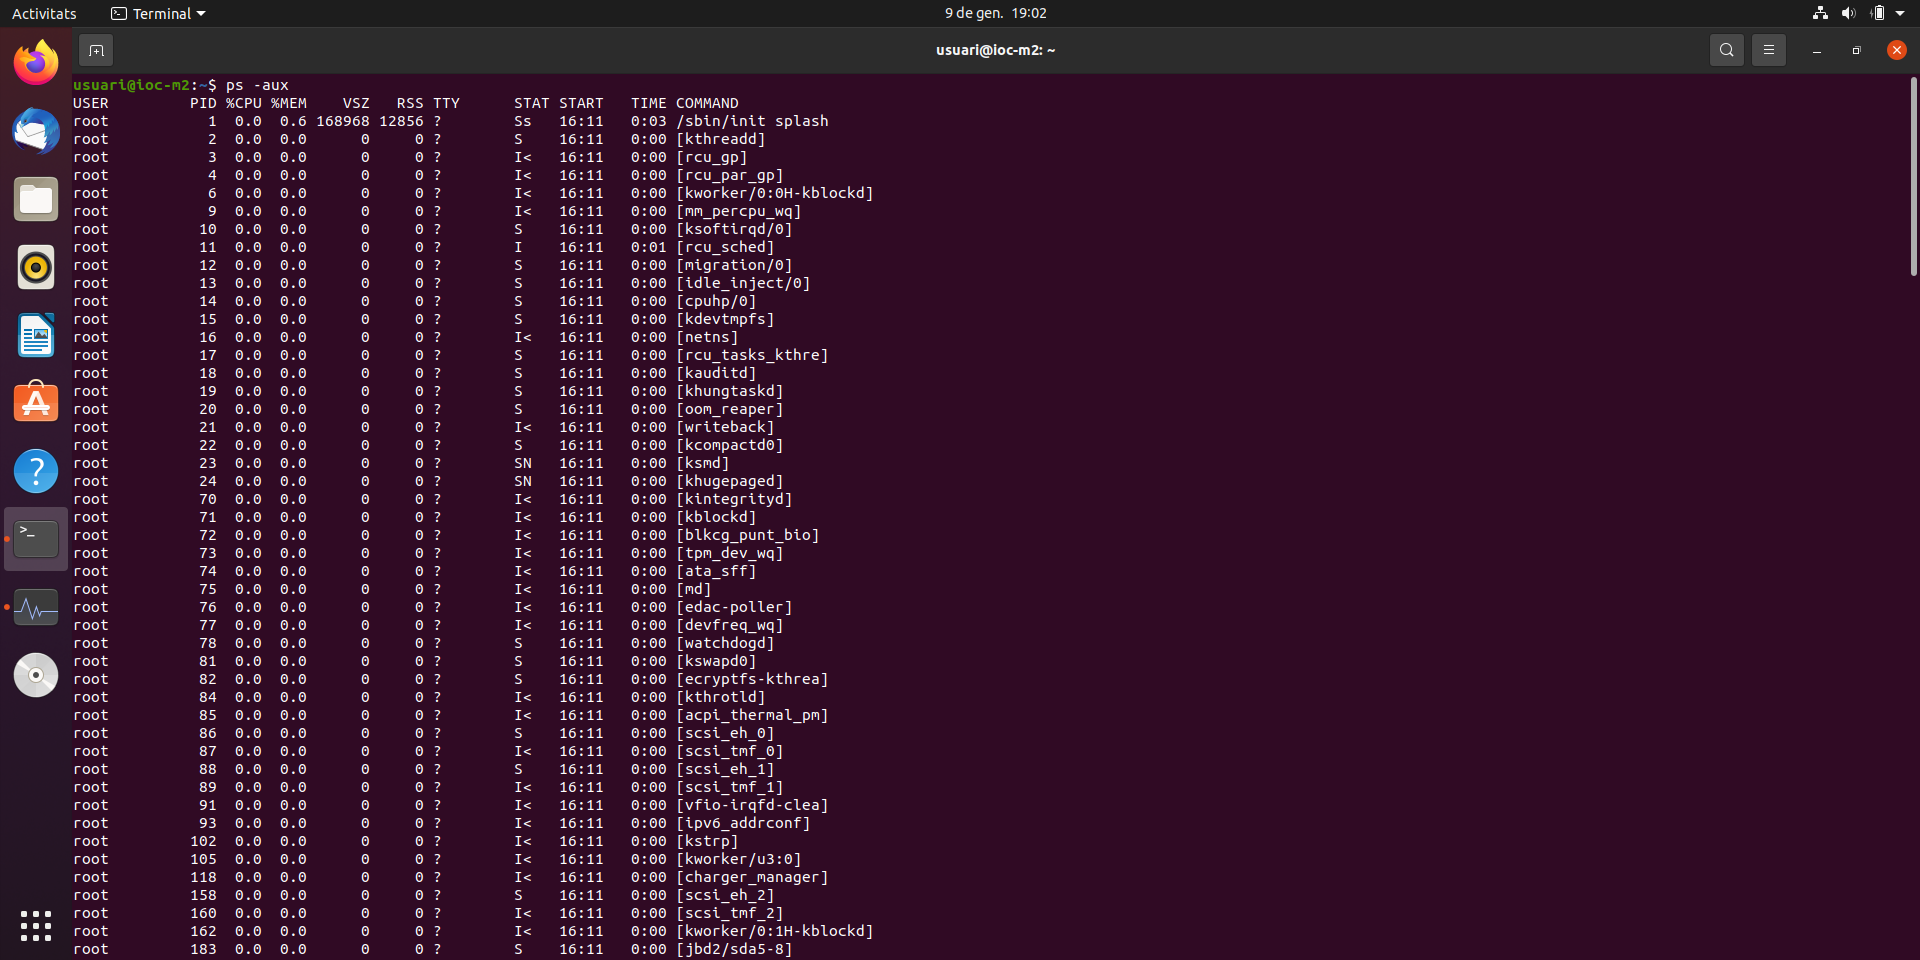 Activitats Terminal 9 de gen. 19:02
usuari@ioc-m2: ~
usuari@ioc-m2:~$ ps -aux
USER PID %CPU %MEM VSZ RSS TTY STAT START TIME COMMAND
root 1 0.0 0.6 168968 12856 ? Ss 16:11 0:03 /sbin/init splash
root 2 0.0 0.0 0 0 ? S 16:11 0:00 [kthreadd]
root 3 0.0 0.0 0 0 ? I< 16:11 0:00 [rcu_gp]
root 4 0.0 0.0 0 0 ? I< 16:11 0:00 [rcu_par_gp]
root 6 0.0 0.0 0 0 ? I< 16:11 0:00 [kworker/0:0H-kblockd]
root 9 0.0 0.0 0 0 ? I< 16:11 0:00 [mm_percpu_wq]
root 10 0.0 0.0 0 0 ? S 16:11 0:00 [ksoftirqd/0]
root 11 0.0 0.0 0 0 ? I 16:11 0:01 [rcu_sched]
root 12 0.0 0.0 0 0 ? S 16:11 0:00 [migration/0]
root 13 0.0 0.0 0 0 ? S 16:11 0:00 [idle_inject/0]
root 14 0.0 0.0 0 0 ? S 16:11 0:00 [cpuhp/0]
root 15 0.0 0.0 0 0 ? S 16:11 0:00 [kdevtmpfs]
root 16 0.0 0.0 0 0 ? I< 16:11 0:00 [netns]
root 17 0.0 0.0 0 0 ? S 16:11 0:00 [rcu_tasks_kthre]
root 18 0.0 0.0 0 0 ? S 16:11 0:00 [kauditd]
root 19 0.0 0.0 0 0 ? S 16:11 0:00 [khungtaskd]
root 20 0.0 0.0 0 0 ? S 16:11 0:00 [oom_reaper]
root 21 0.0 0.0 0 0 ? I< 16:11 0:00 [writeback]
root 22 0.0 0.0 0 0 ? S 16:11 0:00 [kcompactd0]
root 23 0.0 0.0 0 0 ? SN 16:11 0:00 [ksmd]
root 24 0.0 0.0 0 0 ? SN 16:11 0:00 [khugepaged]
root 70 0.0 0.0 0 0 ? I< 16:11 0:00 [kintegrityd]
root 71 0.0 0.0 0 0 ? I< 16:11 0:00 [kblockd]
root 72 0.0 0.0 0 0 ? I< 16:11 0:00 [blkcg_punt_bio]
root 73 0.0 0.0 0 0 ? I< 16:11 0:00 [tpm_dev_wq]
root 74 0.0 0.0 0 0 ? I< 16:11 0:00 [ata_sff]
root 75 0.0 0.0 0 0 ? I< 16:11 0:00 [md]
root 76 0.0 0.0 0 0 ? I< 16:11 0:00 [edac-poller]
root 77 0.0 0.0 0 0 ? I< 16:11 0:00 [devfreq_wq]
root 78 0.0 0.0 0 0 ? S 16:11 0:00 [watchdogd]
root 81 0.0 0.0 0 0 ? S 16:11 0:00 [kswapd0]
root 82 0.0 0.0 0 0 ? S 16:11 0:00 [ecryptfs-kthrea]
root 84 0.0 0.0 0 0 ? I< 16:11 0:00 [kthrotld]
root 85 0.0 0.0 0 0 ? I< 16:11 0:00 [acpi_thermal_pm]
root 86 0.0 0.0 0 0 ? S 16:11 0:00 [scsi_eh_0]
root 87 0.0 0.0 0 0 ? I< 16:11 0:00 [scsi_tmf_0]
root 88 0.0 0.0 0 0 ? S 16:11 0:00 [scsi_eh_1]
root 89 0.0 0.0 0 0 ? I< 16:11 0:00 [scsi_tmf_1]
root 91 0.0 0.0 0 0 ? I< 16:11 0:00 [vfio-irqfd-clea]
root 93 0.0 0.0 0 0 ? I< 16:11 0:00 [ipv6_addrconf]
root 102 0.0 0.0 0 0 ? I< 16:11 0:00 [kstrp]
root 105 0.0 0.0 0 0 ? I< 16:11 0:00 [kworker/u3:0]
root 118 0.0 0.0 0 0 ? I< 16:11 0:00 [charger_manager]
root 158 0.0 0.0 0 0 ? S 16:11 0:00 [scsi_eh_2]
root 160 0.0 0.0 0 0 ? I< 16:11 0:00 [scsi_tmf_2]
root 162 0.0 0.0 0 0 ? I< 16:11 0:00 [kworker/0:1H-kblockd]
root 183 0.0 0.0 0 0 ? S 16:11 0:00 [jbd2/sda5-8]